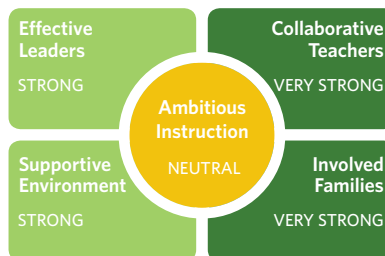 Effective
Leaders
STRONG
Collaborative
Teachers
VERY STRONG
Ambitious
Instruction
NEUTRAL
Supportive
Environment
STRONG
Involved
Families
VERY STRONG